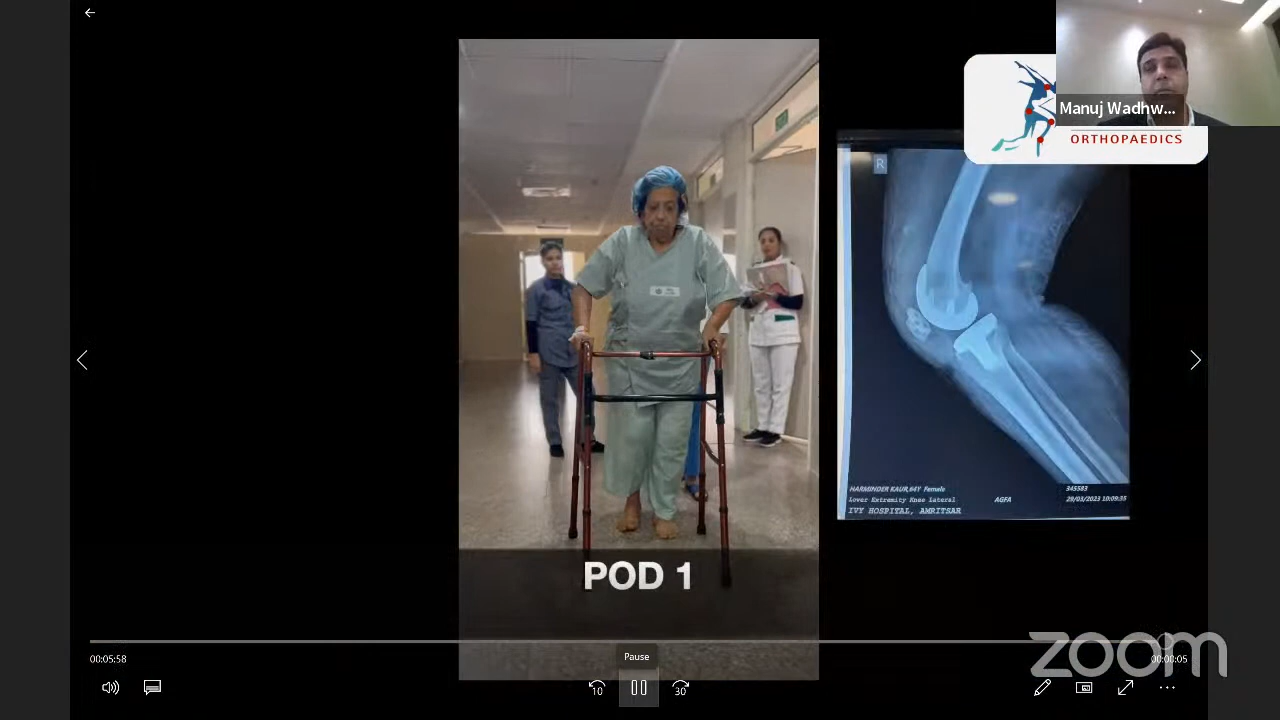 Manuj Wadhw...
ORTHOPAEDICS
R
HARMINDER KAUR,64Y Female
345583
Lower Extremity Knee Lateral
AGFA
29/03/2023 10:09:35
IVY HOSPITAL, AMRITSAR
POD 1
zoom
00:05:58
Pause
00:00:05
10
30